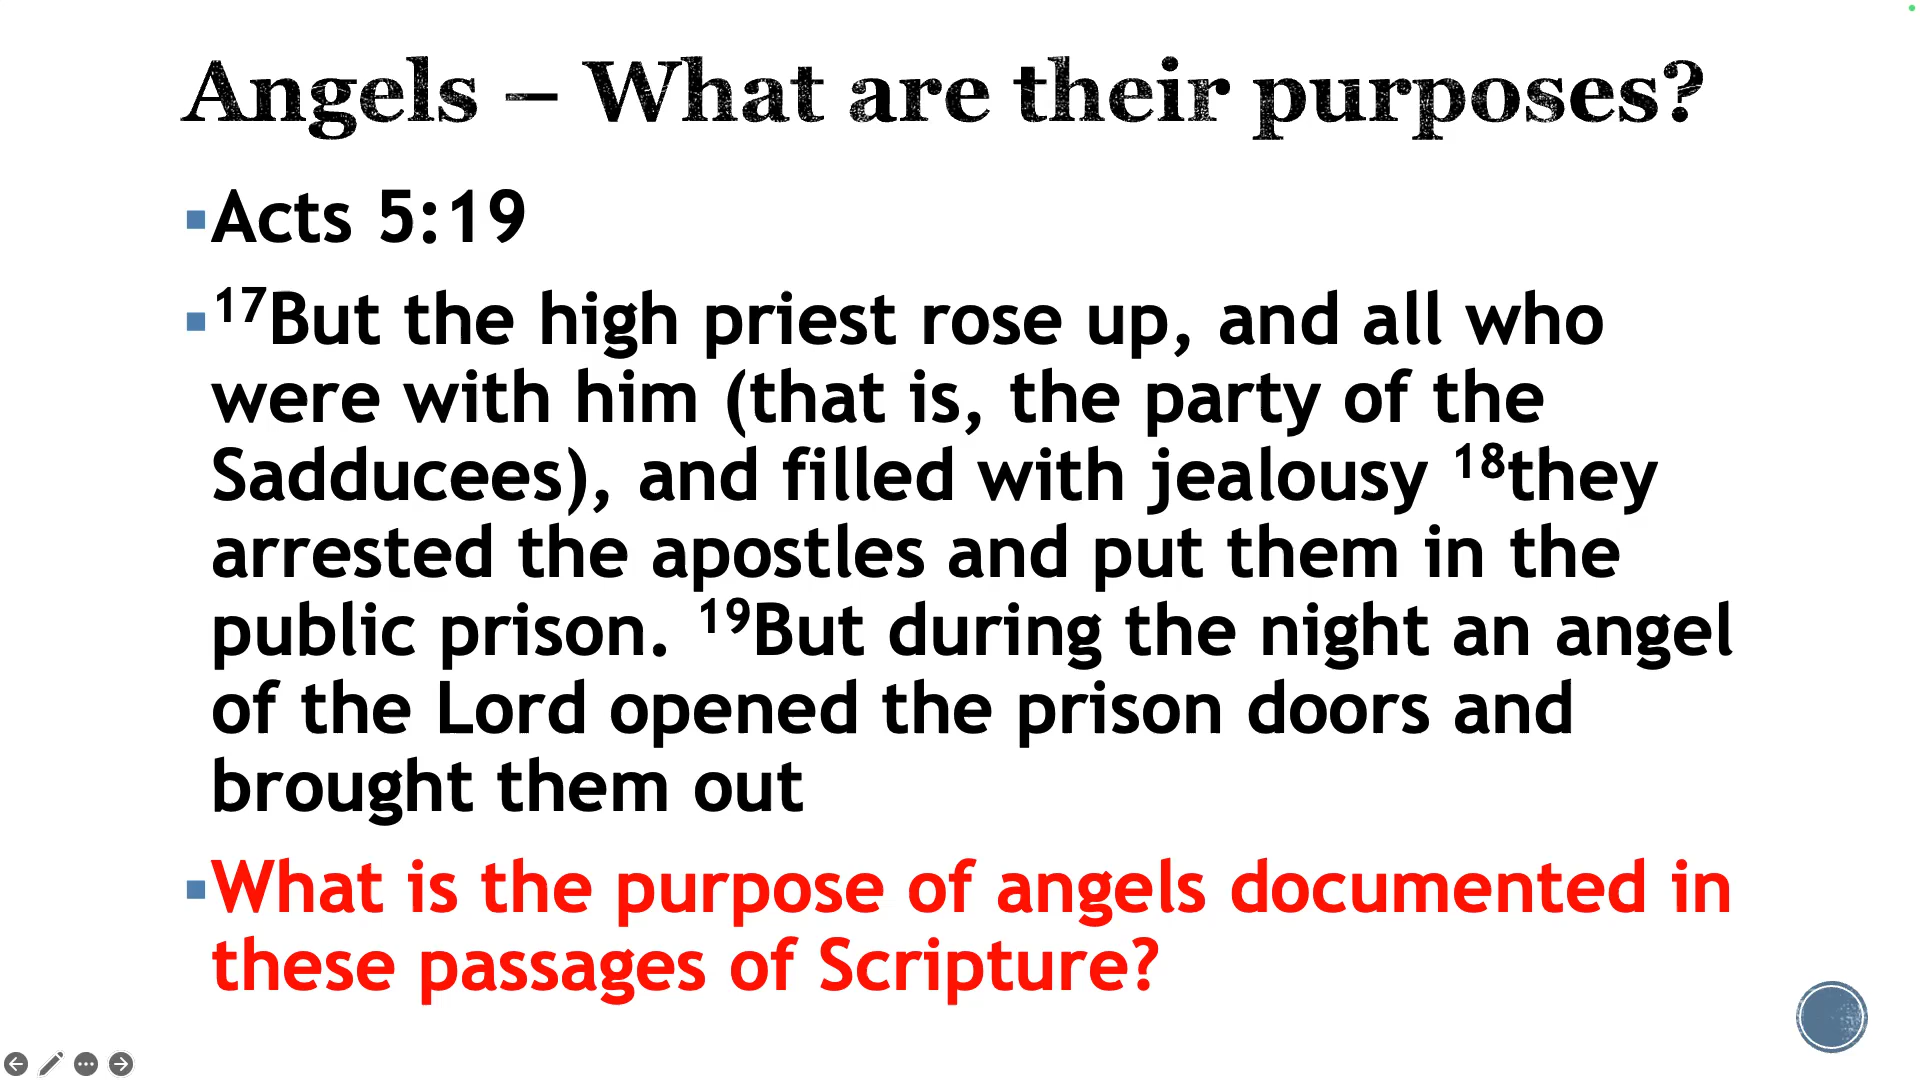 Angels – What are their purposes?
Acts 5:19
17But the high priest rose up, and all who
were with him (that is, the party of the
Sadducees), and filled with jealousy 18they
arrested the apostles and put them in the
public prison. 19But during the night an angel
of the Lord opened the prison doors and
brought them out
What is the purpose of angels documented in
these passages of Scripture?